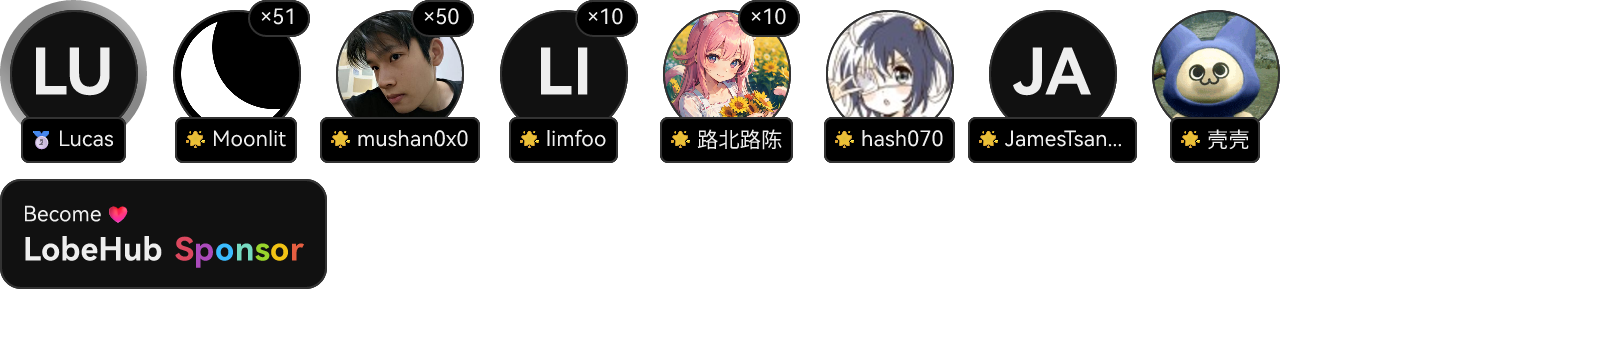 LU ×51 ×50 LI ×10 ×10 JA
2 Lucas Moonlit mushan0x0 limfoo 路北路陈 hash070 JamesTsan... 壳壳
Become
LobeHub Sponsor